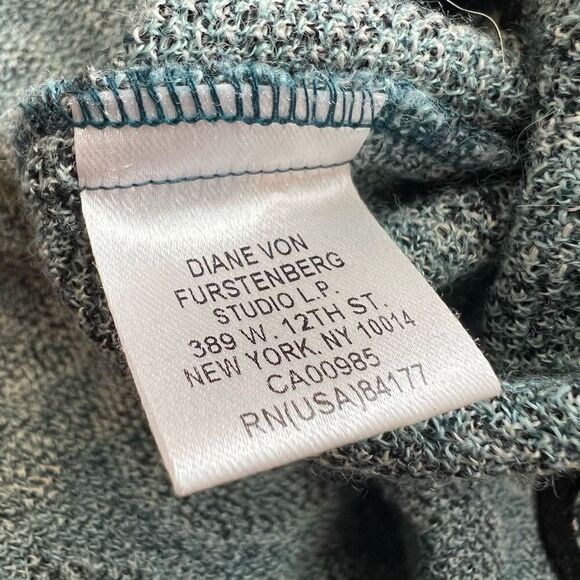 DIANE VON
FURSTENBERG
STUDIO L.P.
389 W. 12TH ST.
NEW YORK, NY 10014
CA00985
RN(USA)84177